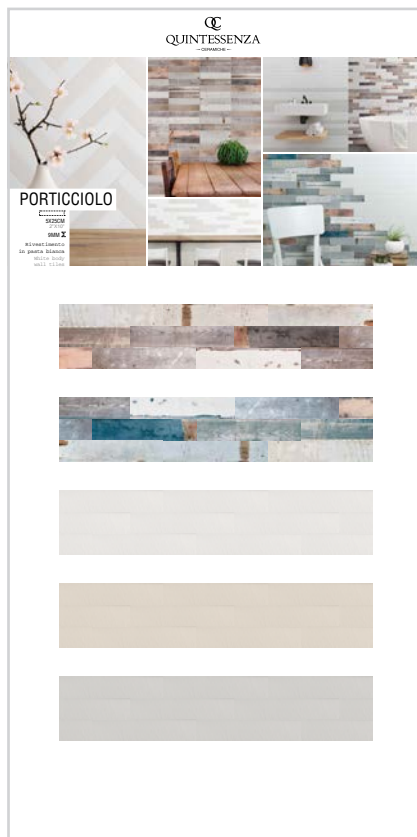 QC
QUINTESSENZA
— CERAMICHE —
PORTICCIOLO
5X25CM
2"X10"
9MM
Rivestimento
in pasta bianca
White body
wall tiles